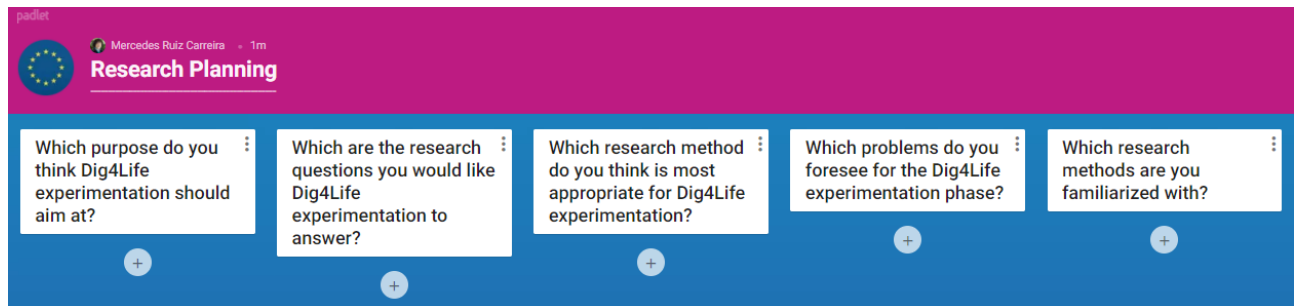 padlet
Mercedes Ruiz Carreira • 1m
Research Planning
Which purpose do you
think Dig4Life
experimentation should
aim at?
Which are the research
questions you would like
Dig4Life
experimentation to
answer?
Which research method
do you think is most
appropriate for Dig4Life
experimentation?
Which problems do you
foresee for the Dig4Life
experimentation phase?
Which research
methods are you
familiarized with?